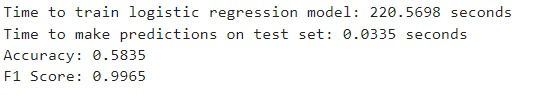 Time to train logistic regression model: 220.5698 seconds
Time to make predictions on test set: 0.0335 seconds
Accuracy: 0.5835
F1 Score: 0.9965